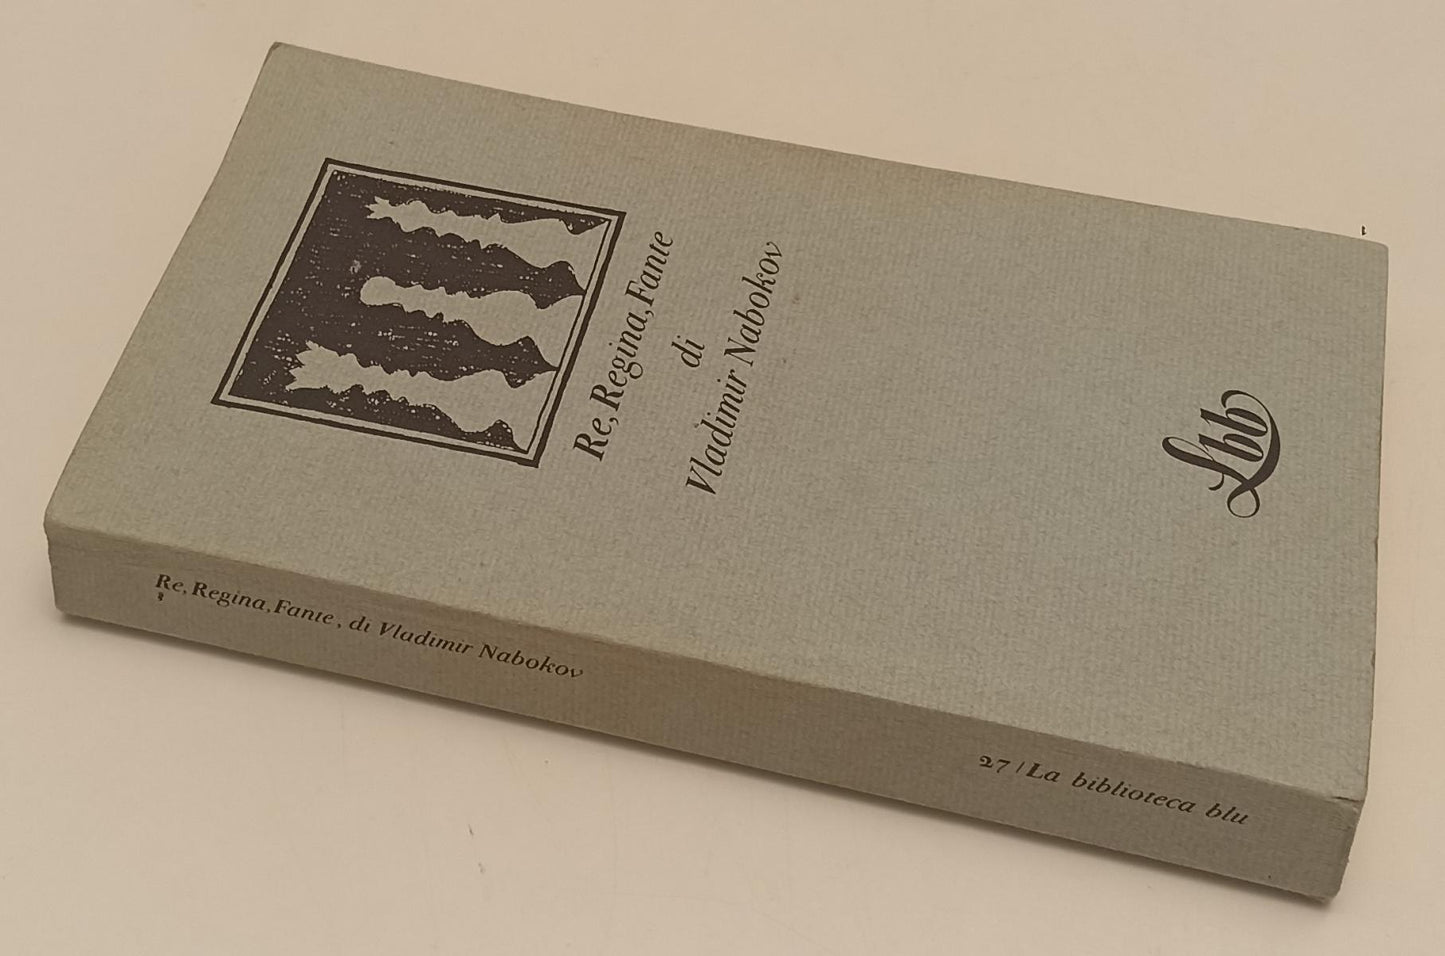 Re, Regina, Fante
di
Vladimir Nabokov
Lbb
Re, Regina, Fante, di Vladimir Nabokov
27 / La biblioteca blu